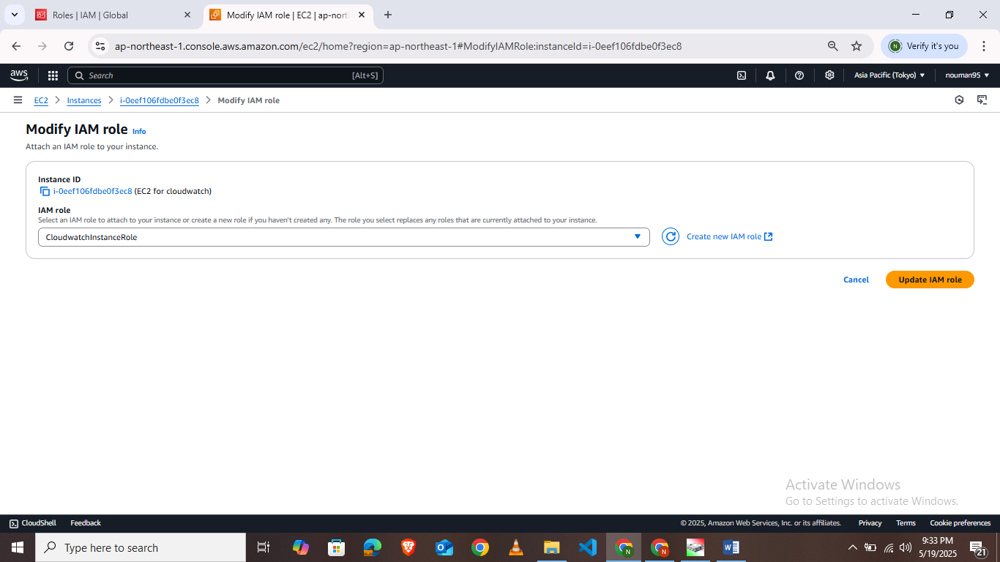 Roles | IAM | Global
Modify IAM role | EC2 | ap-nort
ap-northeast-1.console.aws.amazon.com/ec2/home?region=ap-northeast-1#ModifyIAMRole:instanceId=i-0eef106fdbe0f3ec8
N Verify it's you
aws Search [Alt+S] Asia Pacific (Tokyo) nouman95
EC2 Instances i-0eef106fdbe0f3ec8 Modify IAM role
Modify IAM role Info
Attach an IAM role to your instance.
Instance ID
i-0eef106fdbe0f3ec8 (EC2 for cloudwatch)
IAM role
Select an IAM role to attach to your instance or create a new role if you haven't created any. The role you select replaces any roles that are currently attached to your instance.
CloudwatchInstanceRole
Create new IAM role
Cancel Update IAM role
Activate Windows
Go to Settings to activate Windows.
CloudShell Feedback © 2025, Amazon Web Services, Inc. or its affiliates. Privacy Terms Cookie preferences
Type here to search
N
N
W
9:33 PM
5/19/2025
21